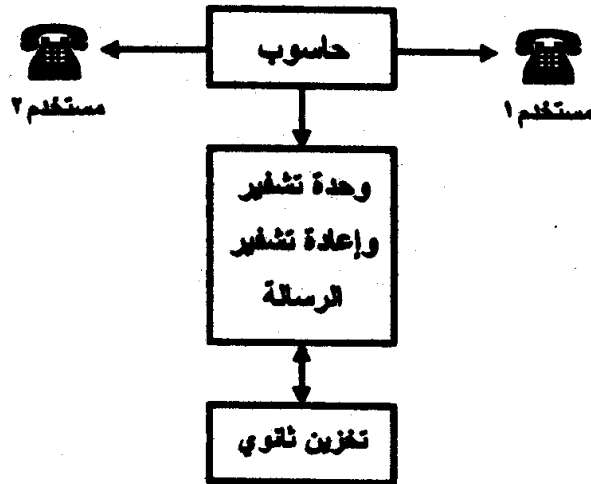 حاسوب
مستخدم ١
مستخدم ٢
وحدة تشفير
وإعادة تشفير
الرسالة
تخزين ثانوي